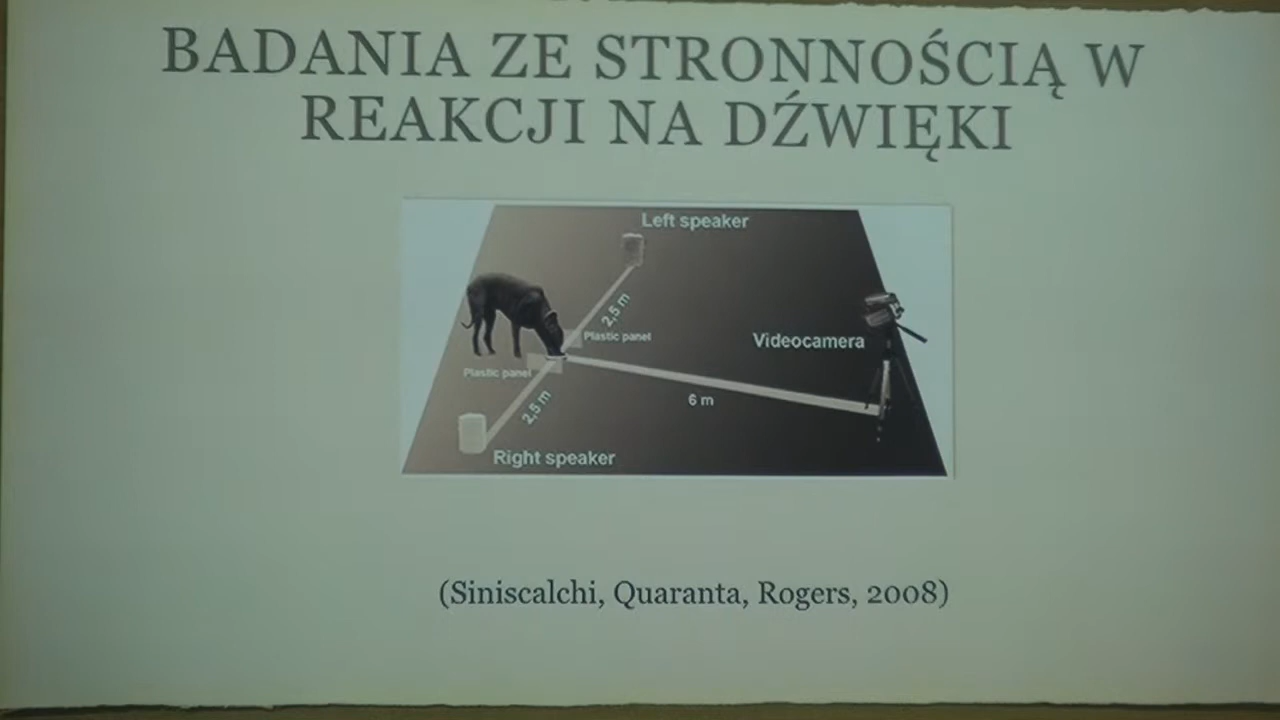 BADANIA ZE STRONNOŚCIĄ W
REAKCJI NA DŹWIĘKI
Left speaker
2,5 m
Plastic panel
Videocamera
Plastic panel
6 m
2,5 m
Right speaker
(Siniscalchi, Quaranta, Rogers, 2008)